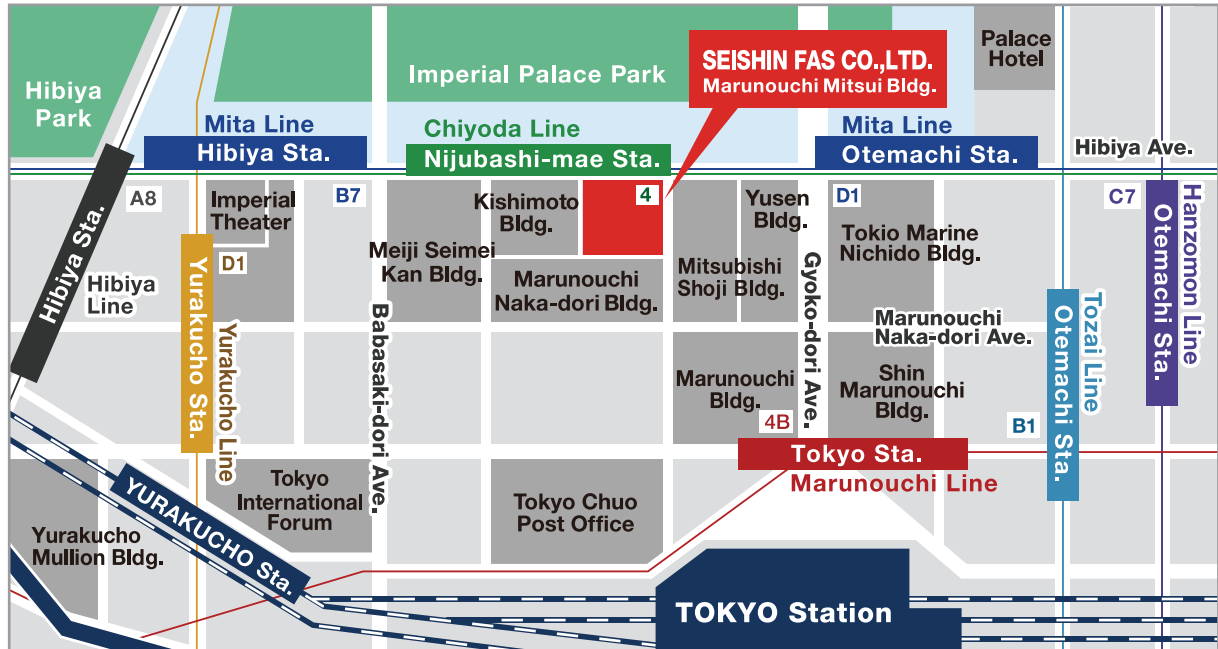 Hibiya
Park
Imperial Palace Park
SEISHIN FAS CO.,LTD.
Marunouchi Mitsui Bldg.
Palace
Hotel
Mita Line
Hibiya Sta.
Chiyoda Line
Nijubashi-mae Sta.
Mita Line
Otemachi Sta.
Hibiya Ave.
Hibiya Sta.
Hibiya
Line
A8
Imperial
Theater
B7
D1
Yurakucho Sta.
Yurakucho Line
Meiji Seimei
Kan Bldg.
Babasaki-dori Ave.
Kishimoto
Bldg.
4
Marunouchi
Naka-dori Bldg.
Mitsubishi
Shoji Bldg.
Yusen
Bldg.
Gyoko-dori Ave.
D1
Tokio Marine
Nichido Bldg.
Marunouchi
Naka-dori Ave.
C7
Hanzomon Line
Otemachi Sta.
Tozai Line
Otemachi Sta.
B1
Marunouchi
Bldg.
4B
Shin
Marunouchi
Bldg.
Tokyo Sta.
Marunouchi Line
Yurakucho
Mullion Bldg.
YURAKUCHO Sta.
Tokyo
International
Forum
Tokyo Chuo
Post Office
TOKYO Station